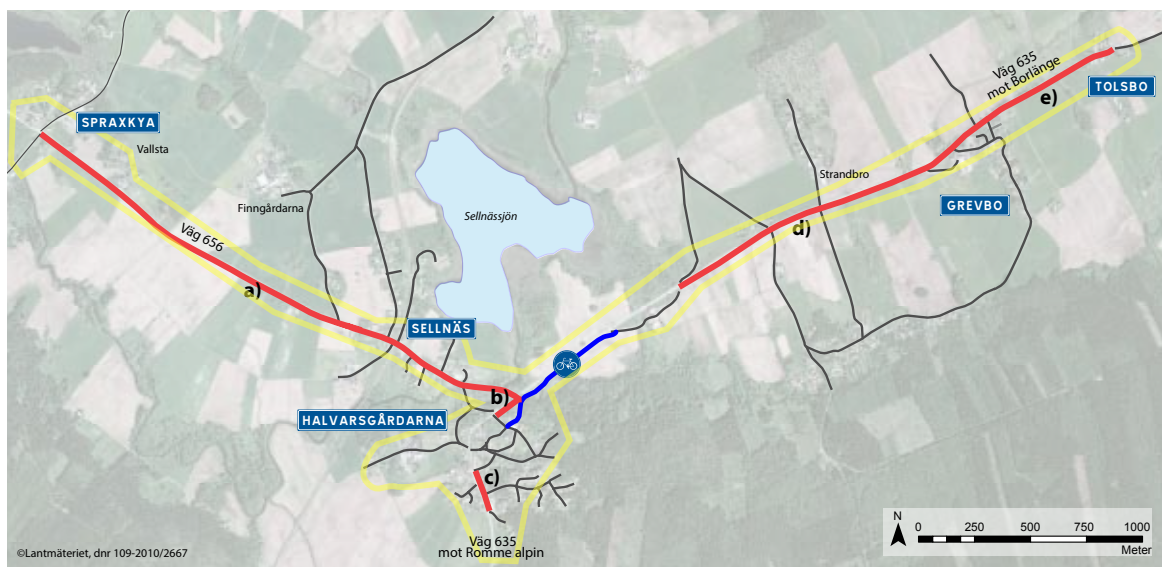 Väg 635
mot Borlänge
e)
TOLSBO
SPRAXKYA
Vallsta
Strandbro
GREVBO
Finngårdarna
Sellnässjön
Väg 656
d)
a)
SELLNÄS
b)
HALVARSGÅRDARNA
c)
N
0 250 500 750 1000
Meter
Väg 635
mot Romme alpin
©Lantmäteriet, dnr 109-2010/2667